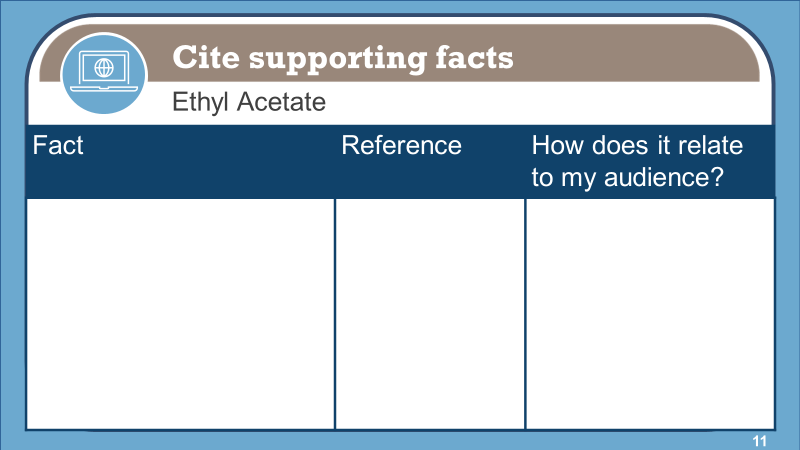 Cite supporting facts
Ethyl Acetate
Fact
Reference
How does it relate
to my audience?
11